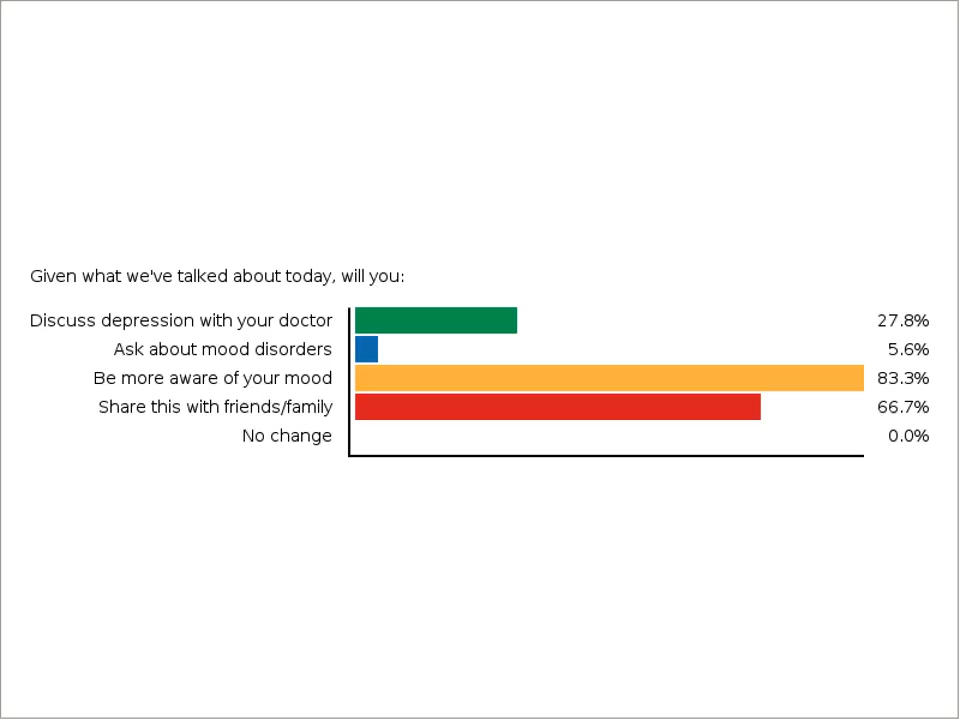 Given what we've talked about today, will you:
Discuss depression with your doctor 27.8%
Ask about mood disorders 5.6%
Be more aware of your mood 83.3%
Share this with friends/family 66.7%
No change 0.0%